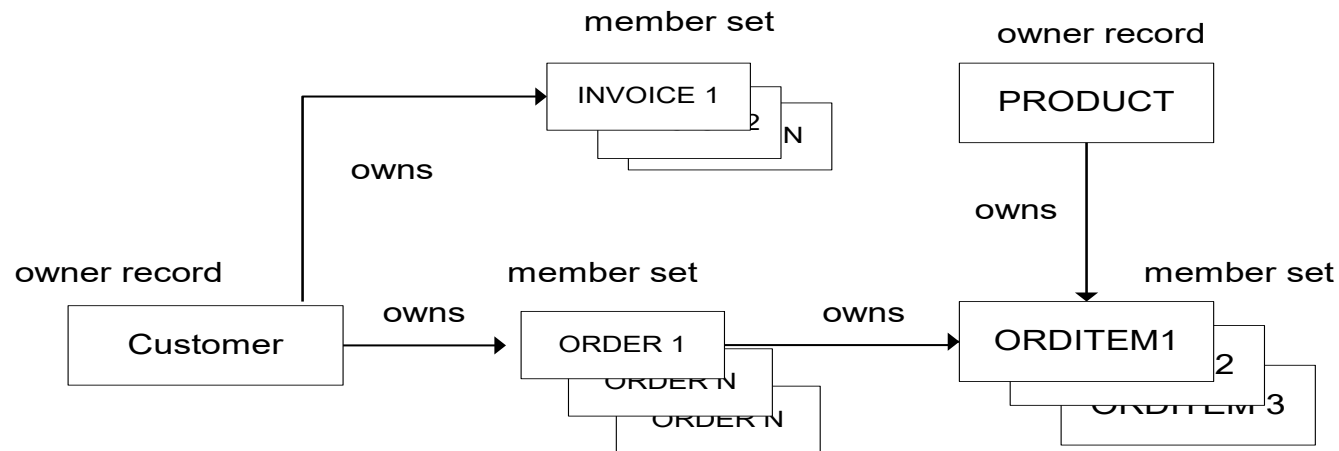 member set
owner record
INVOICE 1
2
N
PRODUCT
owns
owns
owner record
member set
member set
Customer
owns
ORDER 1
ORDER N
ORDER N
owns
ORDITEM1
2
ORDITEM 3